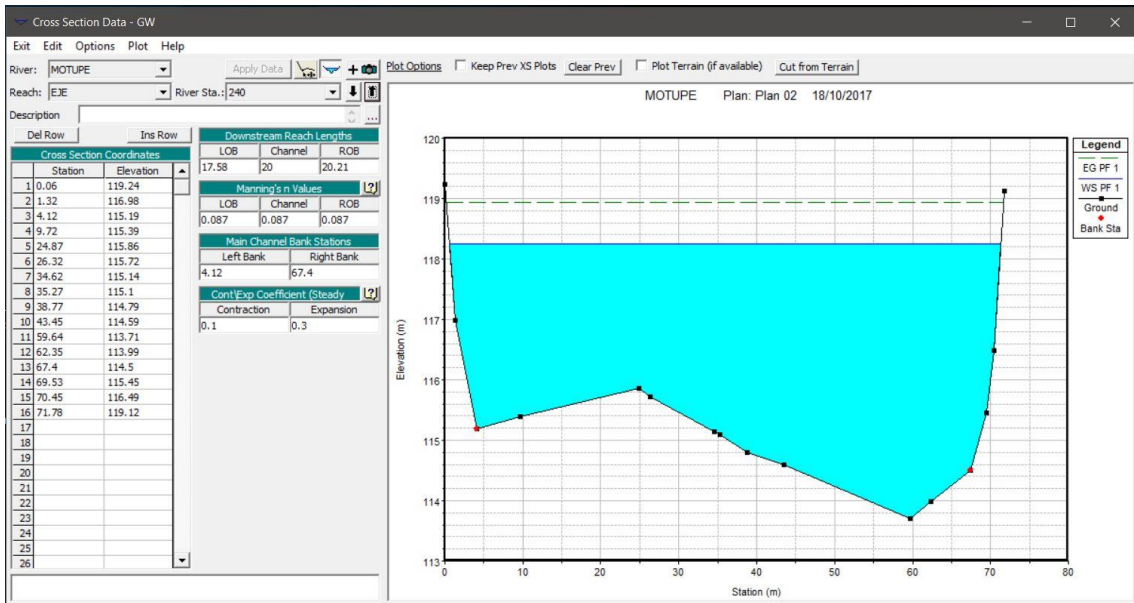 Cross Section Data - GW
Exit Edit Options Plot Help
River: MOTUPE Apply Data
Reach: EJE River Sta.: 240
Description ...
Del Row Ins Row
Cross Section Coordinates
Station Elevation
1 0.06 119.24
2 1.32 116.98
3 4.12 115.19
4 9.72 115.39
5 24.87 115.86
6 26.32 115.72
7 34.62 115.14
8 35.27 115.1
9 38.77 114.79
10 43.45 114.59
11 59.64 113.71
12 62.35 113.99
13 67.4 114.5
14 69.53 115.45
15 70.45 116.49
16 71.78 119.12
17
18
19
20
21
22
23
24
25
26
Downstream Reach Lengths
LOB Channel ROB
17.58 20 20.21
Manning's n Values ?
LOB Channel ROB
0.087 0.087 0.087
Main Channel Bank Stations
Left Bank Right Bank
4.12 67.4
Cont\Exp Coefficient (Steady ?
Contraction Expansion
0.1 0.3
Plot Options Keep Prev XS Plots Clear Prev Plot Terrain (if available) Cut from Terrain
MOTUPE Plan: Plan 02 18/10/2017
120
119
118
117
116
115
114
113
Elevation (m)
0 10 20 30 40 50 60 70 80
Station (m)
Legend
EG PF 1
WS PF 1
Ground
Bank Sta